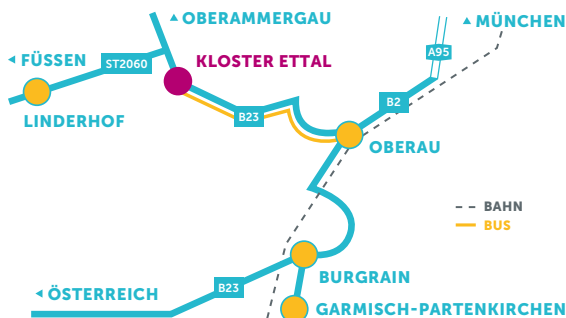 OBERAMMERGAU
MÜNCHEN
FÜSSEN
ST2060
KLOSTER ETTAL
A95
LINDERHOF
B23
B2
OBERAU
BAHN
BUS
BURGRAIN
ÖSTERREICH
B23
GARMISCH-PARTENKIRCHEN